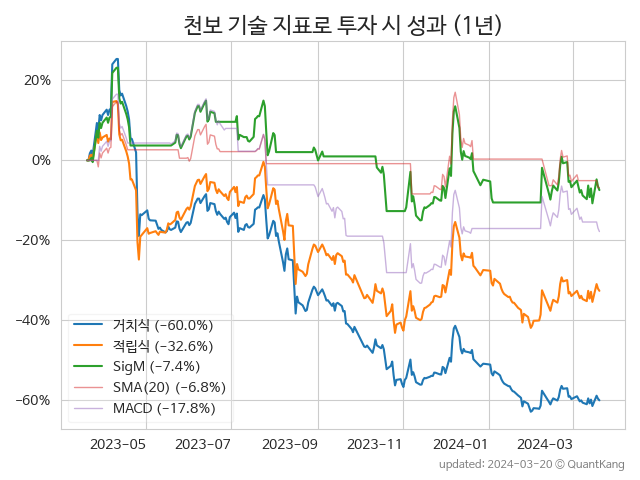 천보 기술 지표로 투자 시 성과 (1년)
20%
0%
−20%
−40%
−60%
거치식 (−60.0%)
적립식 (−32.6%)
SigM (−7.4%)
SMA(20) (−6.8%)
MACD (−17.8%)
2023-05 2023-07 2023-09 2023-11 2024-01 2024-03
updated: 2024-03-20 © QuantKang